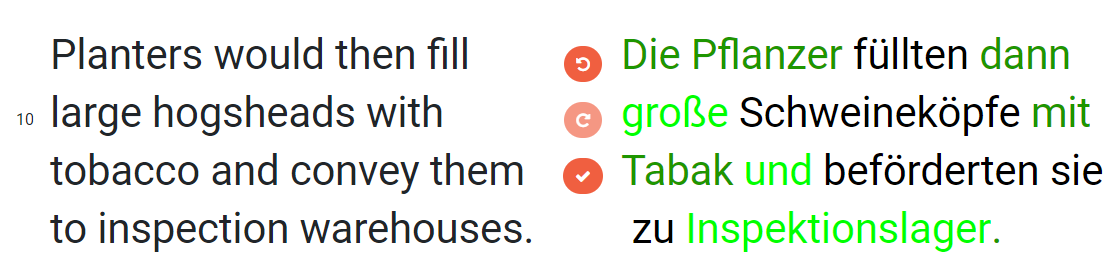 Planters would then fill
large hogsheads with
tobacco and convey them
to inspection warehouses.
10
Die Pflanzer füllten dann
große Schweineköpfe mit
Tabak und beförderten sie
zu Inspektionslager.